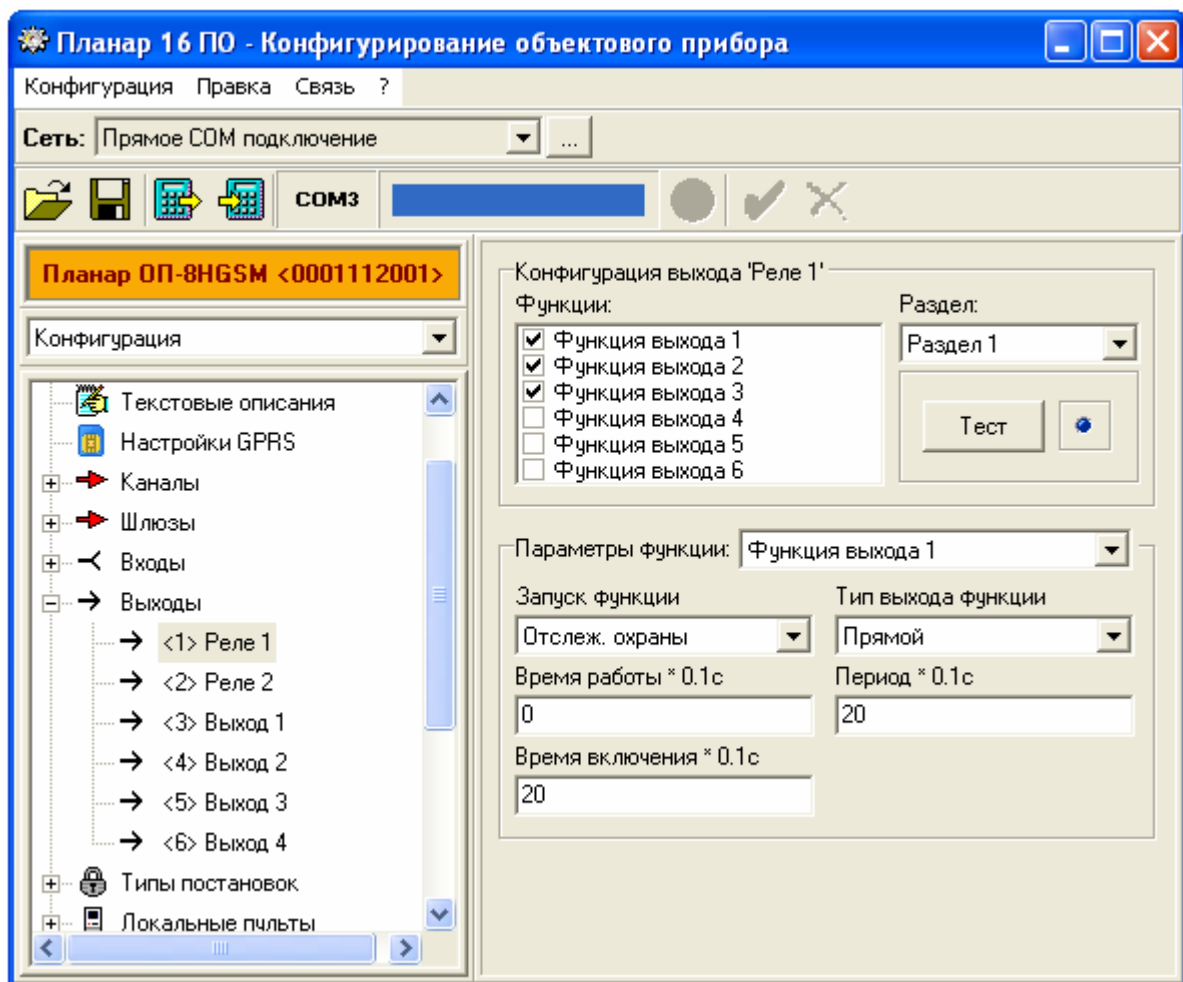 Планар 16 ПО - Конфигурирование объектового прибора
Конфигурация Правка Связь ?
Сеть: Прямое COM подключение ...
COM3
Планар ОП-8HGSM <0001112001>
Конфигурация
Текстовые описания
Настройки GPRS
Каналы
Шлюзы
Входы
Выходы
<1> Реле 1
<2> Реле 2
<3> Выход 1
<4> Выход 2
<5> Выход 3
<6> Выход 4
Типы постановок
Локальные пульты
Конфигурация выхода 'Реле 1'
Функции:
Функция выхода 1
Функция выхода 2
Функция выхода 3
Функция выхода 4
Функция выхода 5
Функция выхода 6
Раздел:
Раздел 1
Тест
Параметры функции: Функция выхода 1
Запуск функции Тип выхода функции
Отслеж. охраны Прямой
Время работы * 0.1с Период * 0.1с
0 20
Время включения * 0.1с
20